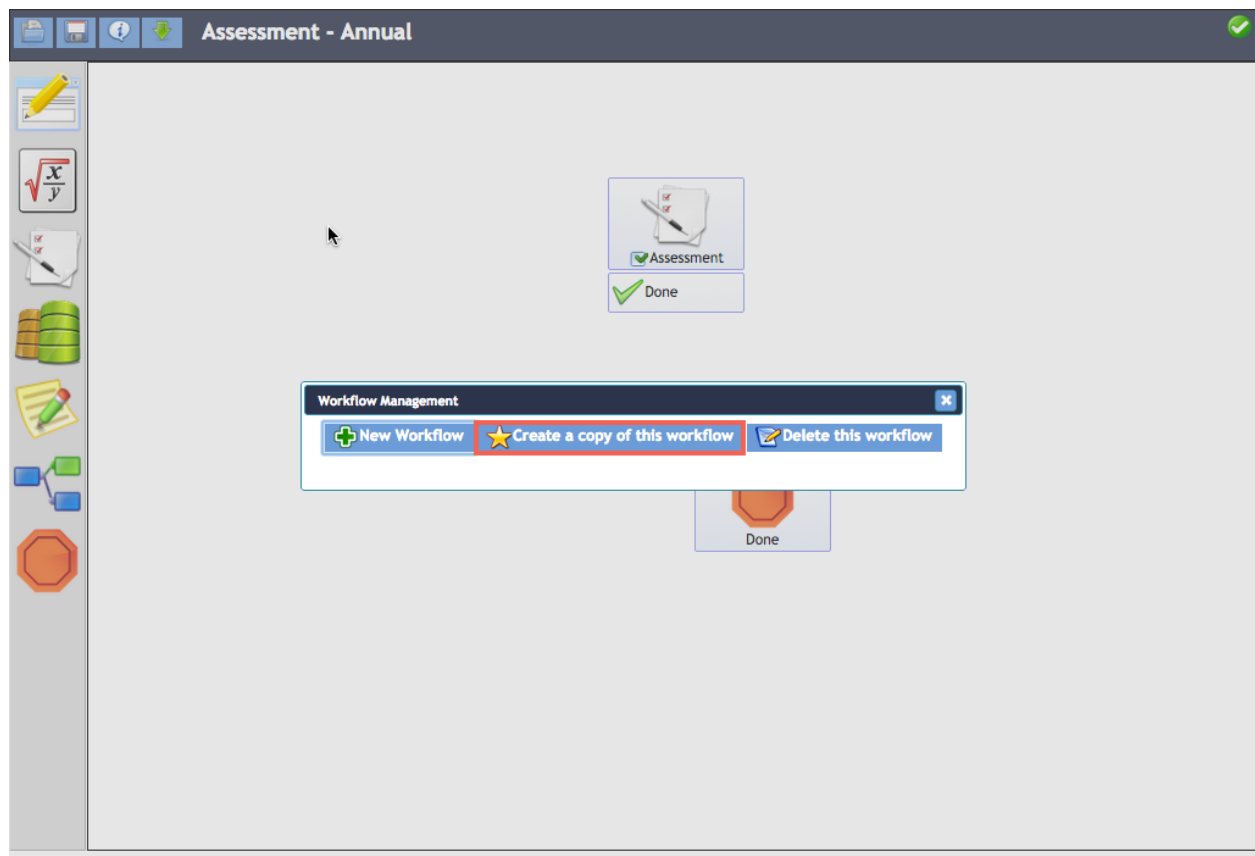 Assessment - Annual
x
y
Assessment
Done
Workflow Management
New Workflow Create a copy of this workflow Delete this workflow
Done